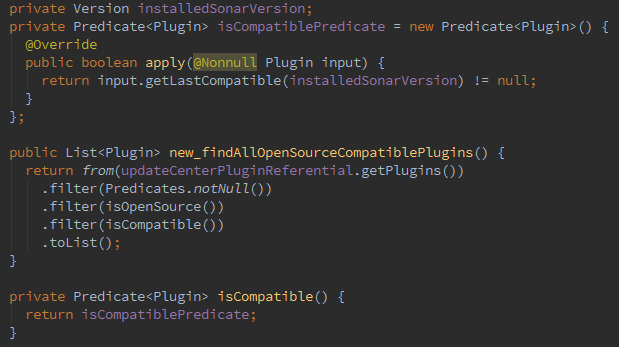 private Version installedSonarVersion;
private Predicate<Plugin> isCompatiblePredicate = new Predicate<Plugin>() {
@Override
public boolean apply(@Nonnull Plugin input) {
return input.getLastCompatible(installedSonarVersion) != null;
}
};
public List<Plugin> new_findAllOpenSourceCompatiblePlugins() {
return from(updateCenterPluginReferential.getPlugins())
.filter(Predicates.notNull())
.filter(isOpenSource())
.filter(isCompatible())
.toList();
}
private Predicate<Plugin> isCompatible() {
return isCompatiblePredicate;
}